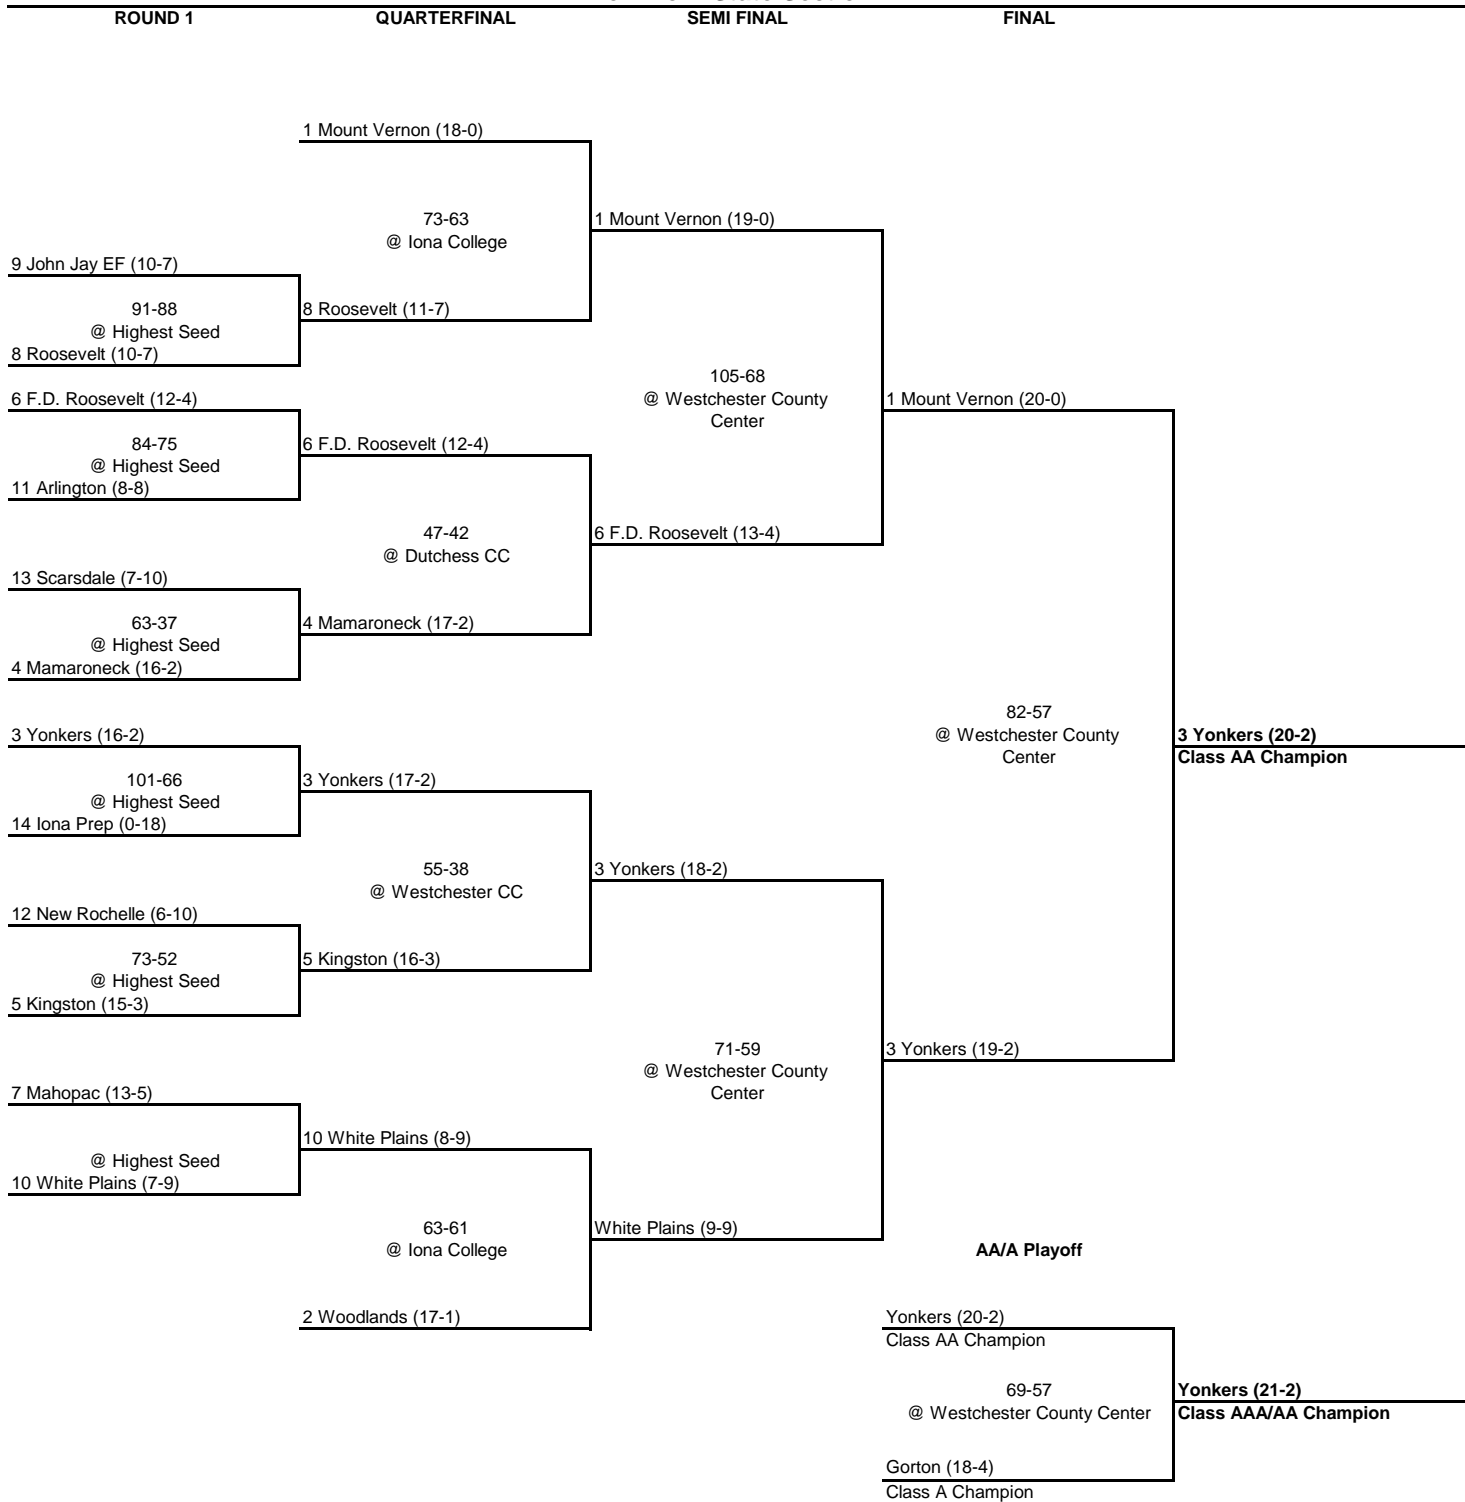 ROUND 1 QUARTERFINAL SEMI FINAL FINAL
1 Mount Vernon (18-0)
73-63
@ Iona College
1 Mount Vernon (19-0)
9 John Jay EF (10-7)
91-88
@ Highest Seed
8 Roosevelt (11-7)
8 Roosevelt (10-7)
105-68
@ Westchester County
Center
6 F.D. Roosevelt (12-4)
1 Mount Vernon (20-0)
84-75
@ Highest Seed
6 F.D. Roosevelt (12-4)
11 Arlington (8-8)
47-42
@ Dutchess CC
6 F.D. Roosevelt (13-4)
13 Scarsdale (7-10)
63-37
@ Highest Seed
4 Mamaroneck (17-2)
4 Mamaroneck (16-2)
82-57
@ Westchester County
Center
3 Yonkers (20-2)
Class AA Champion
3 Yonkers (16-2)
101-66
@ Highest Seed
3 Yonkers (17-2)
14 Iona Prep (0-18)
55-38
@ Westchester CC
3 Yonkers (18-2)
12 New Rochelle (6-10)
73-52
@ Highest Seed
5 Kingston (16-3)
5 Kingston (15-3)
71-59
@ Westchester County
Center
3 Yonkers (19-2)
7 Mahopac (13-5)
@ Highest Seed
10 White Plains (8-9)
10 White Plains (7-9)
63-61
@ Iona College
White Plains (9-9)
2 Woodlands (17-1)
AA/A Playoff
Yonkers (20-2)
Class AA Champion
69-57
@ Westchester County Center
Yonkers (21-2)
Class AAA/AA Champion
Gorton (18-4)
Class A Champion